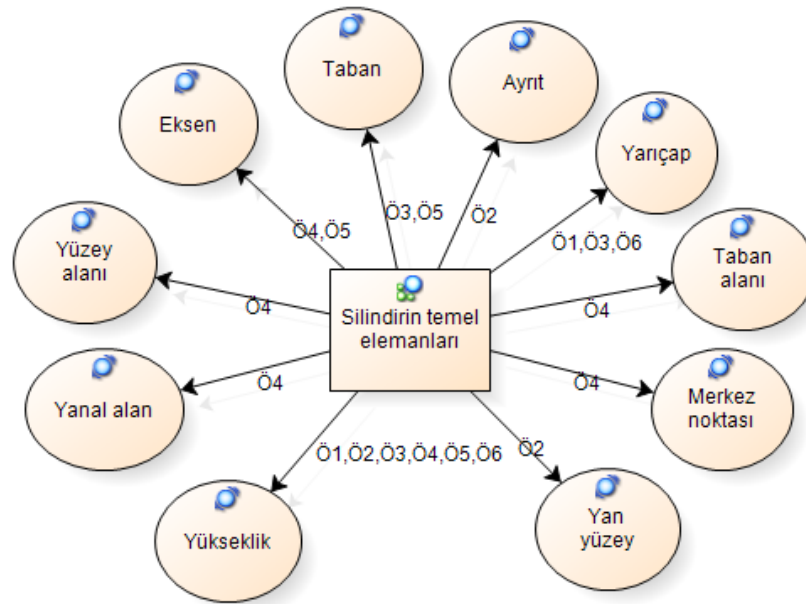 Taban
Ayrıt
Eksen
Yarıçap
Ö3,Ö5
Ö2
Ö4,Ö5
Ö1,Ö3,Ö6
Yüzey
alanı
Taban
alanı
Ö4
Ö4
Silindirin temel
elemanları
Ö4
Ö4
Yanal alan
Merkez
noktası
Ö1,Ö2,Ö3,Ö4,Ö5,Ö6
Ö2
Yükseklik
Yan
yüzey